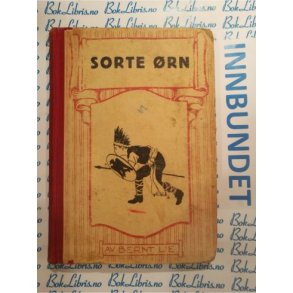 SORTE ØRN
AV BERNT LIE
INNBUNDET
BokLibris.no